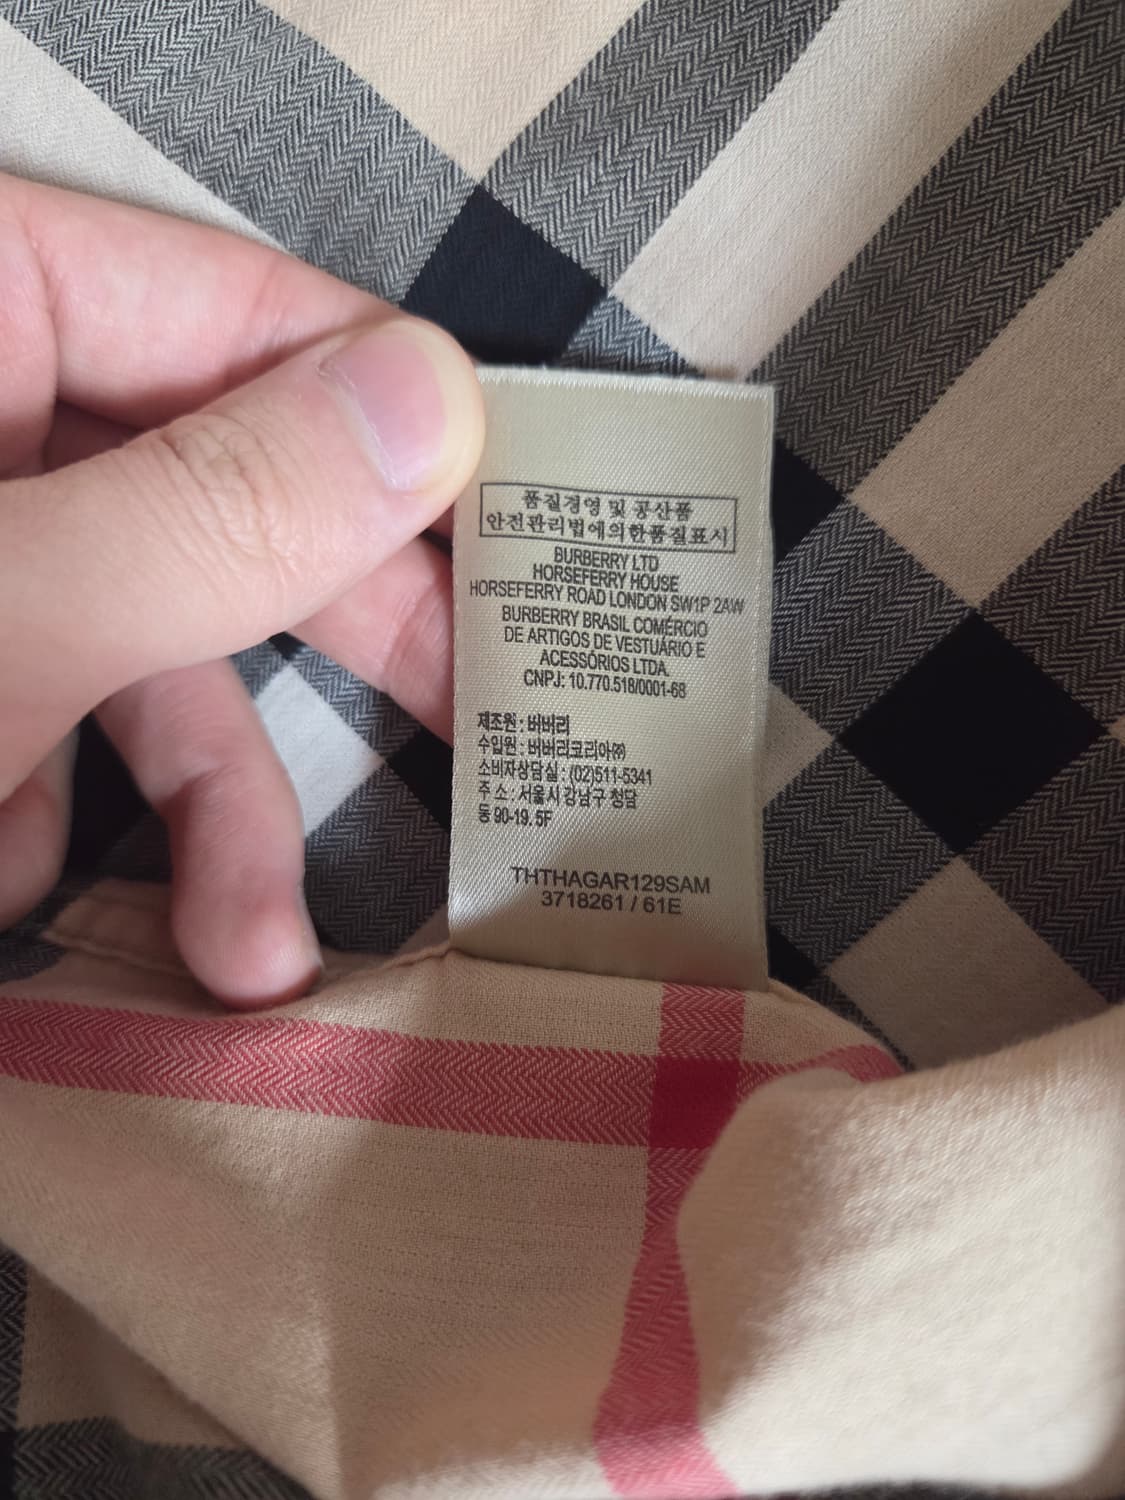 품질경영 및 공산품
안전관리법에의한품질표시
BURBERRY LTD
HORSEFERRY HOUSE
HORSEFERRY ROAD LONDON SW1P 2AW
BURBERRY BRASIL COMÉRCIO
DE ARTIGOS DE VESTUÁRIO E
ACESSÓRIOS LTDA.
CNPJ: 10.770.518/0001-68
제조원 : 버버리
수입원 : 버버리코리아㈜
소비자상담실 : (02)511-5341
주 소 : 서울시 강남구 청담
동 90-19. 5F
THTHAGAR129SAM
3718261 / 61E